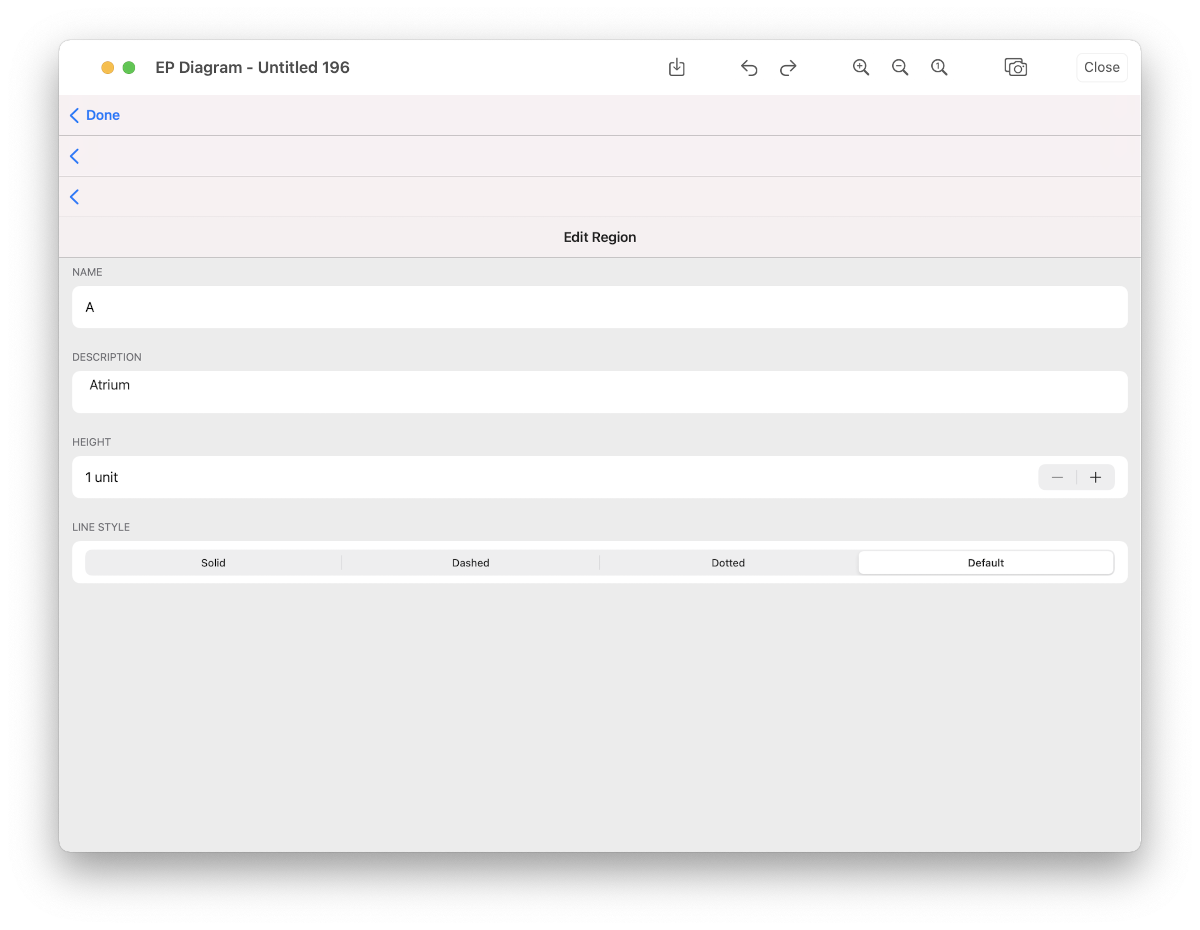 EP Diagram - Untitled 196
Close
Done
Edit Region
NAME
A
DESCRIPTION
Atrium
HEIGHT
1 unit
LINE STYLE
Solid Dashed Dotted Default